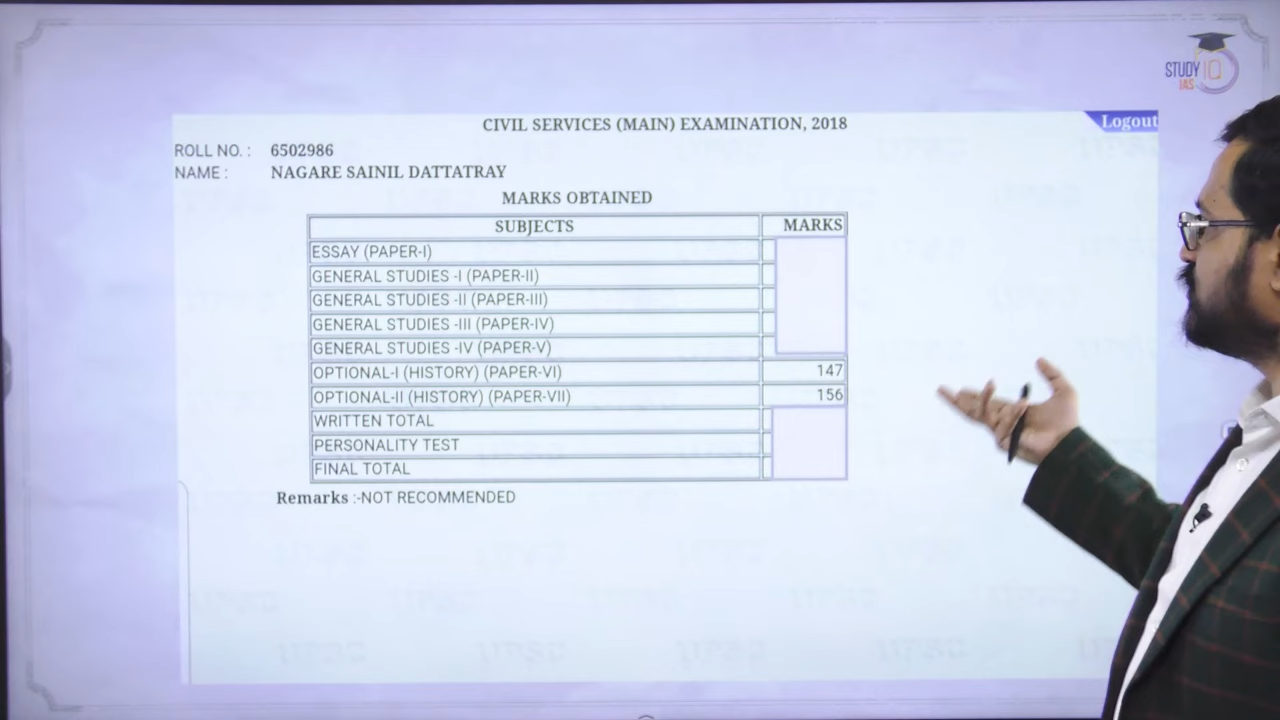 STUDY IQ
IAS
Logout
CIVIL SERVICES (MAIN) EXAMINATION, 2018
ROLL NO. : 6502986
NAME : NAGARE SAINIL DATTATRAY
MARKS OBTAINED
SUBJECTS MARKS
ESSAY (PAPER-I)
GENERAL STUDIES -I (PAPER-II)
GENERAL STUDIES -II (PAPER-III)
GENERAL STUDIES -III (PAPER-IV)
GENERAL STUDIES -IV (PAPER-V)
OPTIONAL-I (HISTORY) (PAPER-VI) 147
OPTIONAL-II (HISTORY) (PAPER-VII) 156
WRITTEN TOTAL
PERSONALITY TEST
FINAL TOTAL
Remarks :-NOT RECOMMENDED